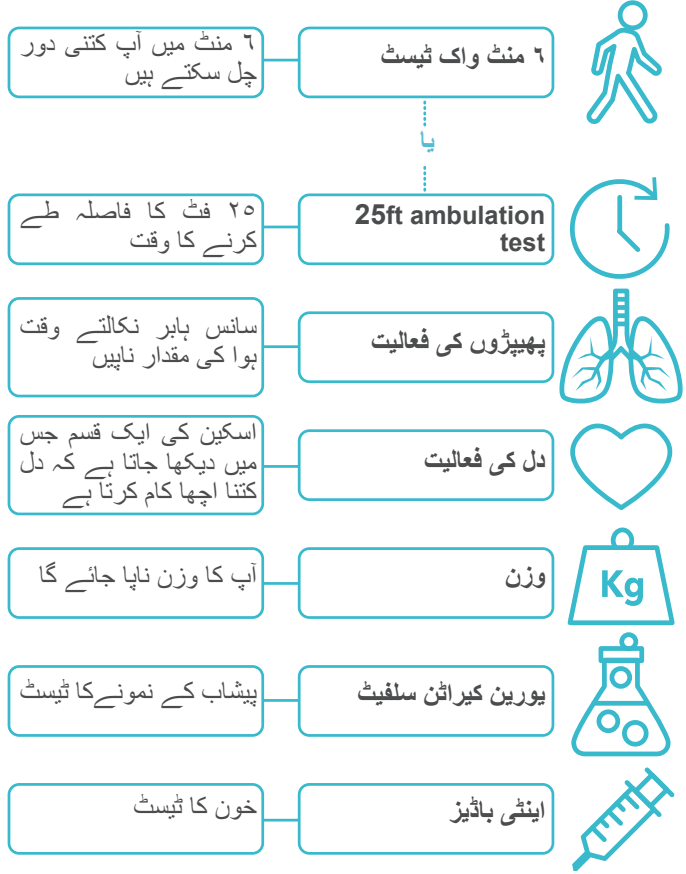 ٦ منٹ واک ٹیسٹ
٦ منٹ میں آپ کتنی دور
چل سکتے ہیں
یا
25ft ambulation
test
٢٥ فٹ کا فاصلہ طے
کرنے کا وقت
پھیپڑوں کی فعالیت
سانس باہر نکالتے وقت
ہوا کی مقدار ناپیں
دل کی فعالیت
اسکین کی ایک قسم جس
میں دیکھا جاتا ہے کہ دل
کتنا اچھا کام کرتا ہے
وزن
آپ کا وزن ناپا جائے گا
Kg
یورین کیراٹن سلفیٹ
پیشاب کے نمونےکا ٹیسٹ
اینٹی باڈیز
خون کا ٹیسٹ